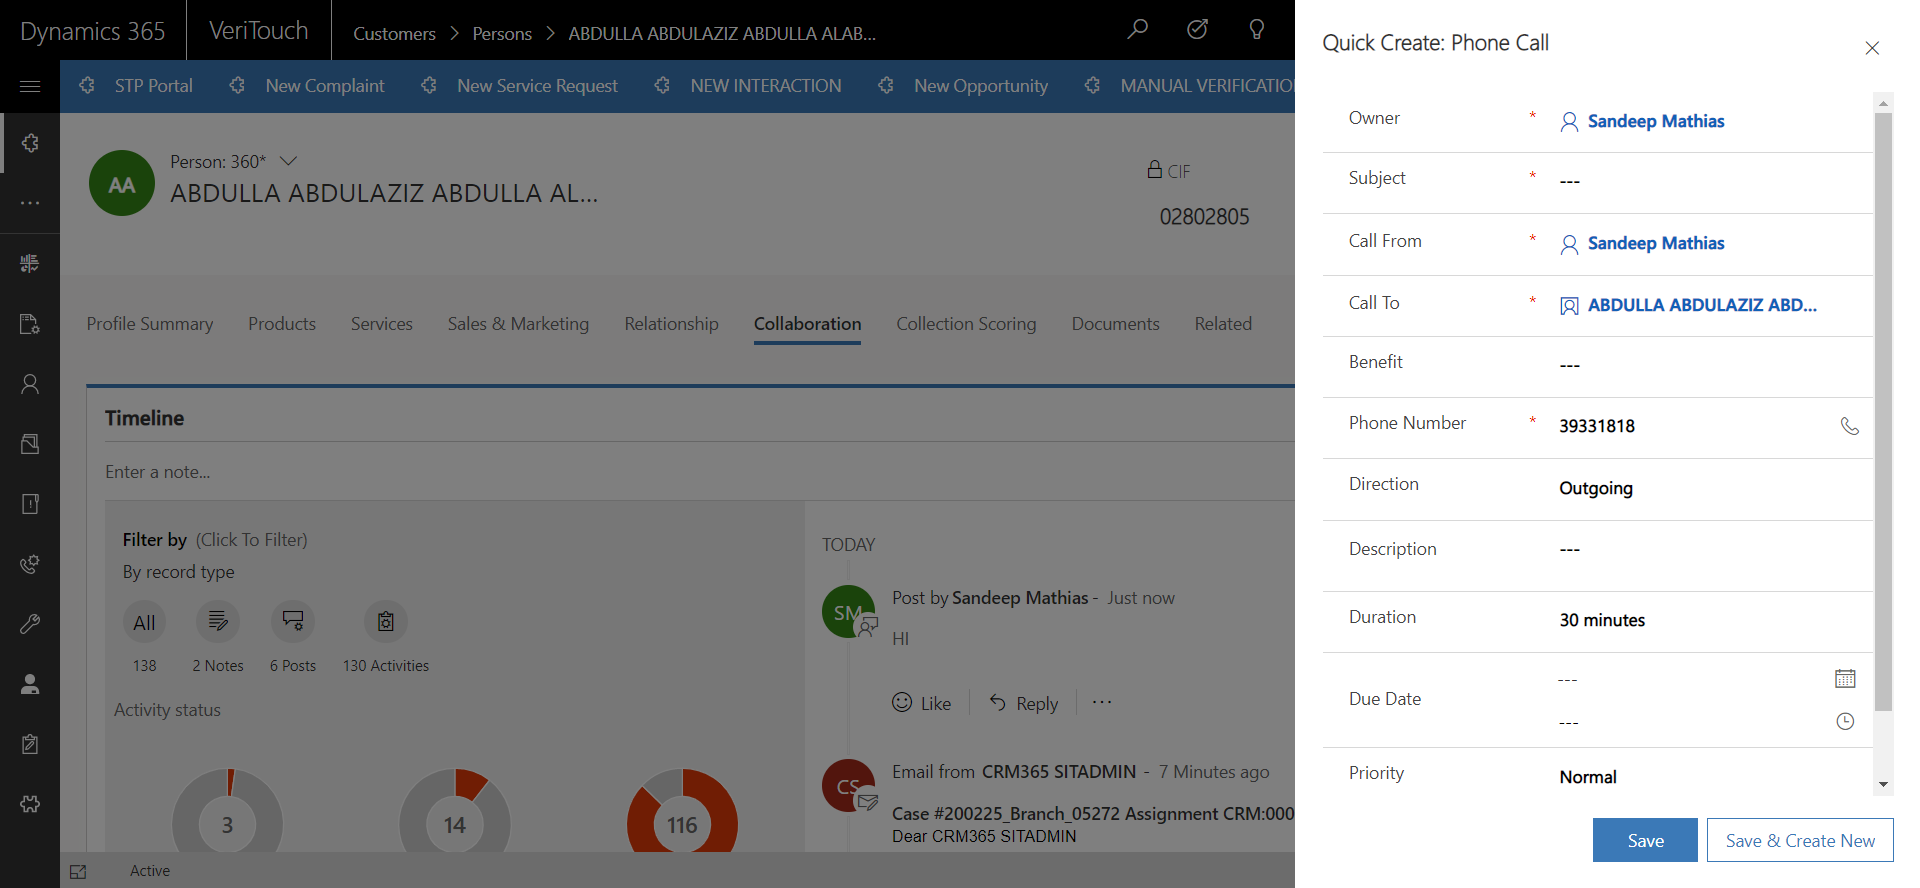 Dynamics 365
VeriTouch
Customers > Persons > ABDULLA ABDULAZIZ ABDULLA ALAB...
STP Portal
New Complaint
New Service Request
NEW INTERACTION
New Opportunity
MANUAL VERIFICATIO
AA
Person: 360*
ABDULLA ABDULAZIZ ABDULLA AL...
CIF
02802805
Profile Summary
Products
Services
Sales & Marketing
Relationship
Collaboration
Collection Scoring
Documents
Related
Timeline
Enter a note...
Filter by (Click To Filter)
By record type
All
138
2 Notes
6 Posts
130 Activities
Activity status
3
14
116
TODAY
SM
Post by Sandeep Mathias - Just now
HI
Like
Reply
...
CS
Email from CRM365 SITADMIN - 7 Minutes ago
Case #200225_Branch_05272 Assignment CRM:000
Dear CRM365 SITADMIN
Active
Quick Create: Phone Call
Owner * Sandeep Mathias
Subject * ---
Call From * Sandeep Mathias
Call To * ABDULLA ABDULAZIZ ABD...
Benefit ---
Phone Number * 39331818
Direction Outgoing
Description ---
Duration 30 minutes
Due Date ---
---
Priority Normal
Save
Save & Create New